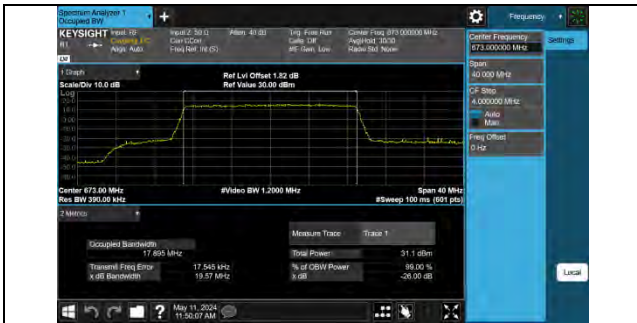 Spectrum Analyzer 1
Occupied BW
Frequency
KEYSIGHT Input: RF
Coupling: DC
Align: Auto
Input Z: 50 Ω
Corr CCorr
Freq Ref: Int (S)
Atten: 40 dB
Trig: Free Run
Gate: Off
#IF Gain: Low
Center Freq: 673.000000 MHz
Avg|Hold: 30/30
Radio Std: None
Center Frequency
673.000000 MHz
Settings
Span
40.000 MHz
CF Step
4.000000 MHz
Auto
Man
Freq Offset
0 Hz
1 Graph
Scale/Div 10.0 dB
Ref Lvl Offset 1.82 dB
Ref Value 30.00 dBm
Log
Center 673.00 MHz
Res BW 390.00 kHz
#Video BW 1.2000 MHz
Span 40 MHz
#Sweep 100 ms (601 pts)
2 Metrics
Measure Trace Trace 1
Occupied Bandwidth
17.895 MHz
Total Power 31.1 dBm
Transmit Freq Error 17.545 kHz
% of OBW Power 99.00 %
x dB Bandwidth 19.57 MHz
x dB -26.00 dB
Local
May 11, 2024
11:50:07 AM